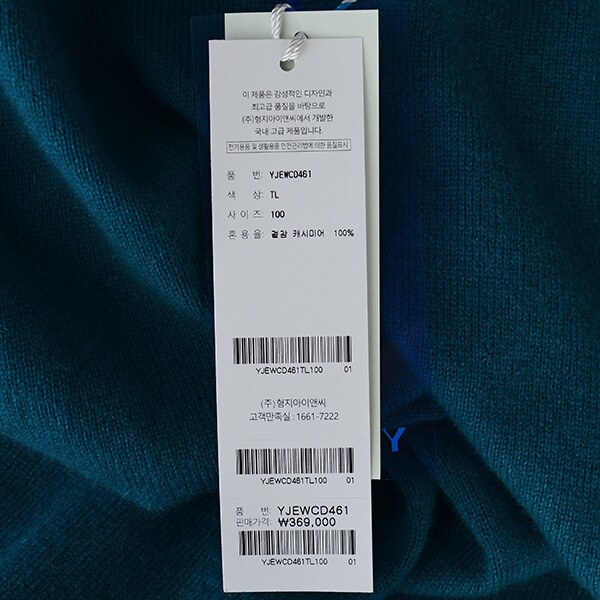 이 제품은 감성적인 디자인과
최고급 품질을 바탕으로
(주)형지아이앤씨에서 개발한
국내 고급 제품입니다.
전기용품 및 생활용품 안전관리법에 의한 품질표시
품 번: YJEWCD461
색 상: TL
사 이 즈: 100
혼 용 율: 겉감 캐시미어 100%
YJEWCD461TL100 01
(주)형지아이앤씨
고객만족실 : 1661-7222
Y
YJEWCD461TL100 01
품 번: YJEWCD461
판매가격: ₩369,000
YJEWCD461TL100 01